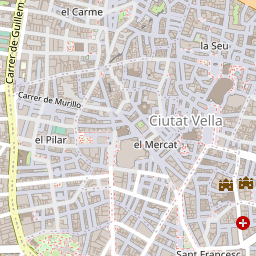 el Carme
Carrer de Guillem
la Seu
Carrer de Murillo
Ciutat Vella
el Pilar
el Mercat
Sant Francesc